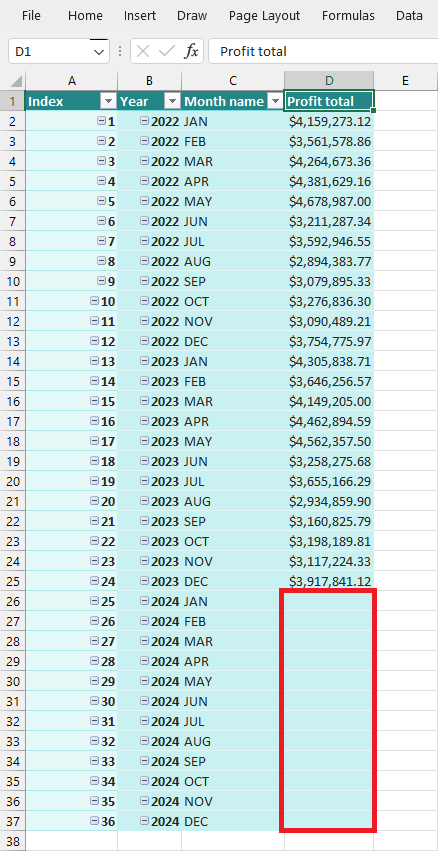 File Home Insert Draw Page Layout Formulas Data
D1 fx Profit total
A B C D E
1 Index Year Month name Profit total
2 1 2022 JAN $4,159,273.12
3 2 2022 FEB $3,561,578.86
4 3 2022 MAR $4,264,673.36
5 4 2022 APR $4,381,629.16
6 5 2022 MAY $4,678,987.00
7 6 2022 JUN $3,211,287.34
8 7 2022 JUL $3,592,946.55
9 8 2022 AUG $2,894,383.77
10 9 2022 SEP $3,079,895.33
11 10 2022 OCT $3,276,836.30
12 11 2022 NOV $3,090,489.21
13 12 2022 DEC $3,754,775.97
14 13 2023 JAN $4,305,838.71
15 14 2023 FEB $3,646,256.57
16 15 2023 MAR $4,149,205.00
17 16 2023 APR $4,462,894.59
18 17 2023 MAY $4,562,357.50
19 18 2023 JUN $3,258,275.68
20 19 2023 JUL $3,655,166.29
21 20 2023 AUG $2,934,859.90
22 21 2023 SEP $3,160,825.79
23 22 2023 OCT $3,198,189.81
24 23 2023 NOV $3,117,224.33
25 24 2023 DEC $3,917,841.12
26 25 2024 JAN
27 26 2024 FEB
28 27 2024 MAR
29 28 2024 APR
30 29 2024 MAY
31 30 2024 JUN
32 31 2024 JUL
33 32 2024 AUG
34 33 2024 SEP
35 34 2024 OCT
36 35 2024 NOV
37 36 2024 DEC
38